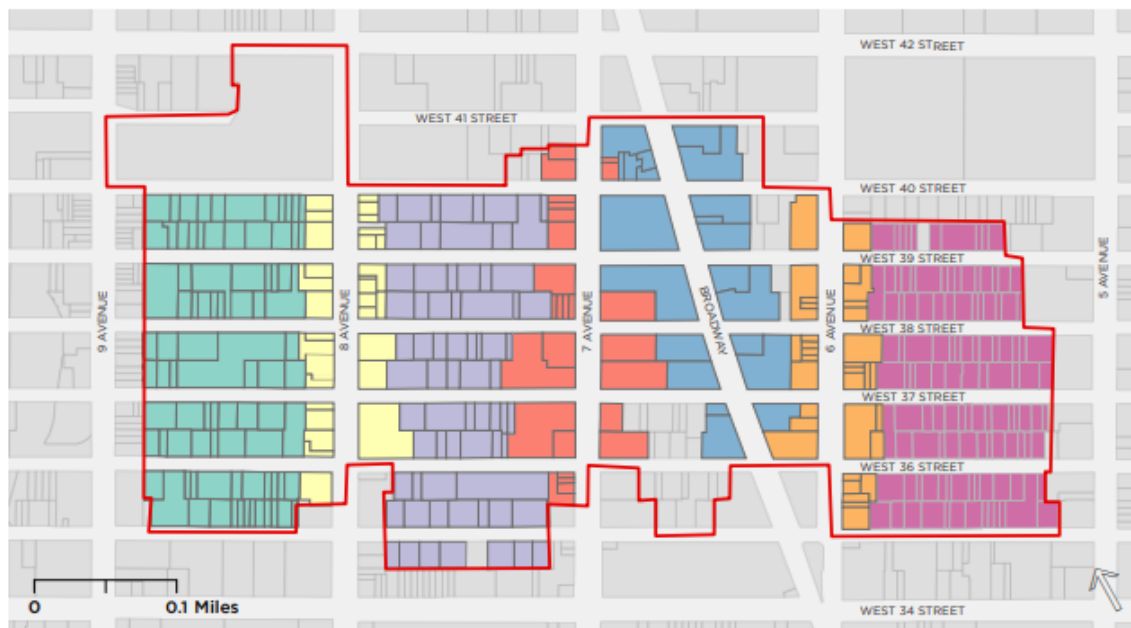 WEST 42 STREET
WEST 41 STREET
WEST 40 STREET
WEST 39 STREET
9 AVENUE
8 AVENUE
7 AVENUE
BROADWAY
6 AVENUE
5 AVENUE
WEST 38 STREET
WEST 37 STREET
WEST 36 STREET
0
0.1 Miles
WEST 34 STREET